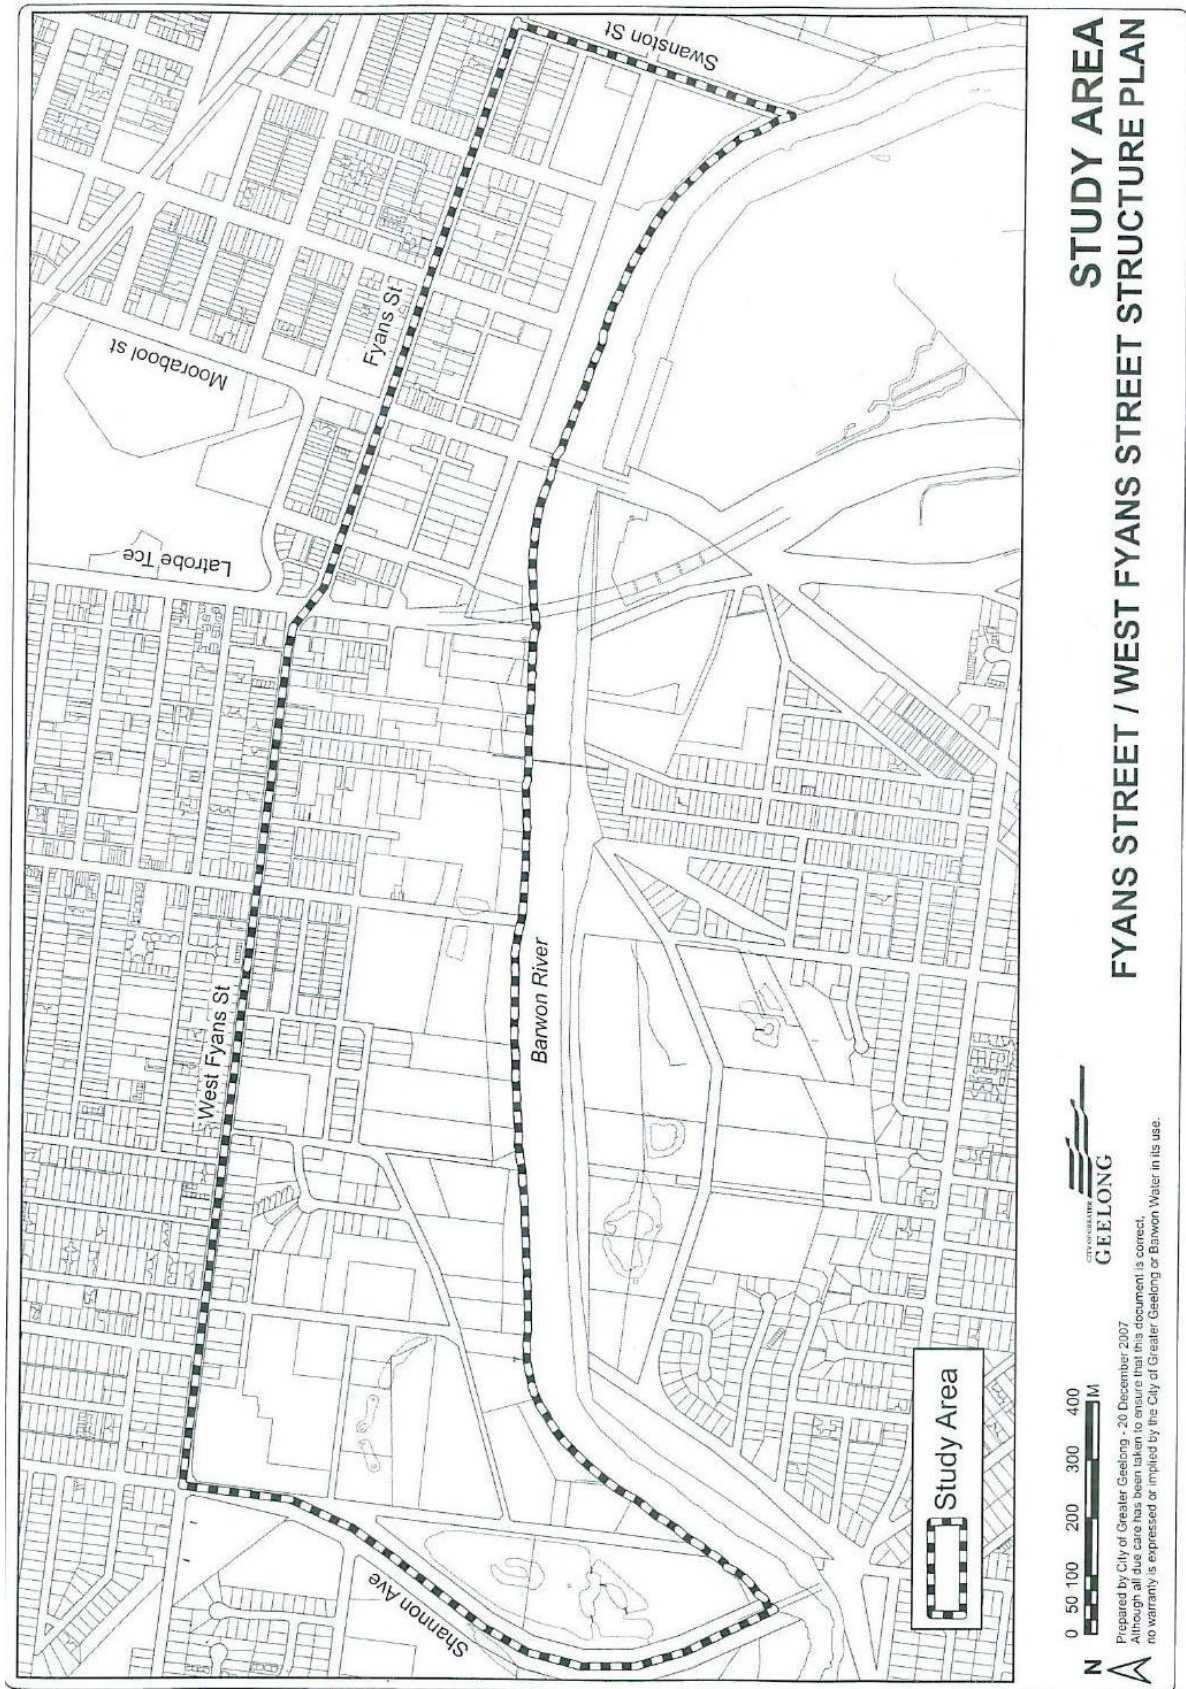 Swanston St
Moorabool st
Fyans St
Latrobe Tce
West Fyans St
Barwon River
Shannon Ave
Study Area
STUDY AREA
FYANS STREET / WEST FYANS STREET STRUCTURE PLAN
N
0 50 100 200 300 400
M
CITY OF GREATER
GEELONG
Prepared by City of Greater Geelong - 20 December 2007
Although all due care has been taken to ensure that this document is correct,
no warranty is expressed or implied by the City of Greater Geelong or Barwon Water in its use.